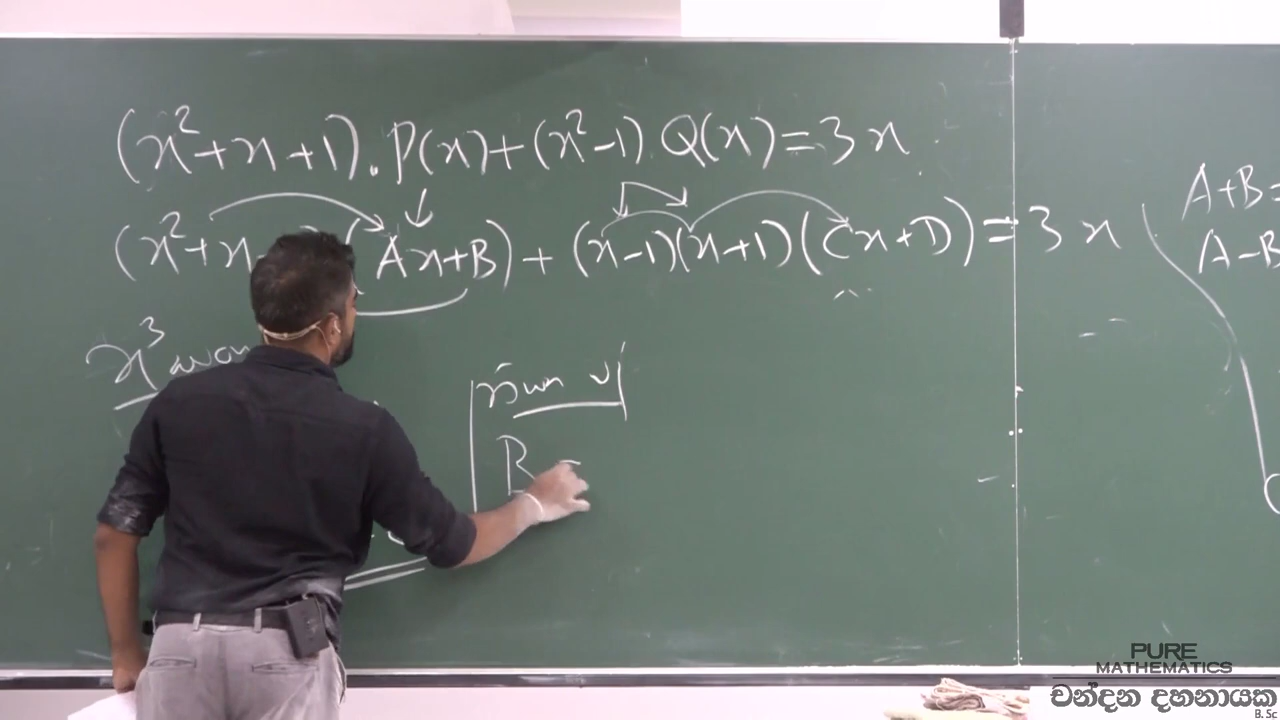 (x²+x+1).P(x)+(x²-1)Q(x)=3x
(x²+x (Ax+B)+(x-1)(x+1)(Cx+D)=3x
A+B=
A-B
x³
B =
PURE
MATHEMATICS
චන්දන දහනායක
B. Sc